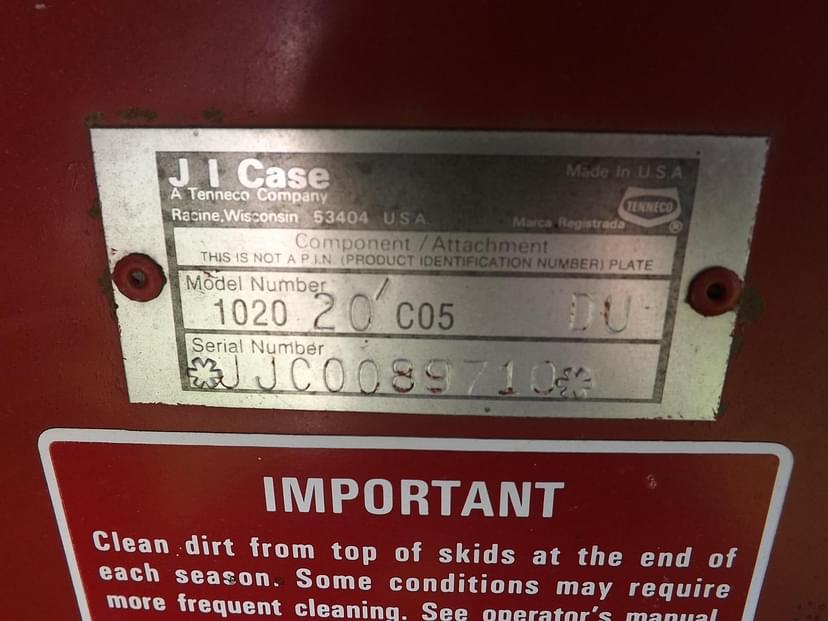 J I Case
Made In U S A
A Tenneco Company
TENNECO
Racine, Wisconsin 53404 U S A
Marca Registrada ®
Component / Attachment
THIS IS NOT A P.I.N. (PRODUCT IDENTIFICATION NUMBER) PLATE
Model Number
1020 20' C05 DU
Serial Number
*JJC0089710*
IMPORTANT
Clean dirt from top of skids at the end of
each season. Some conditions may require
more frequent cleaning. See operator's manual.